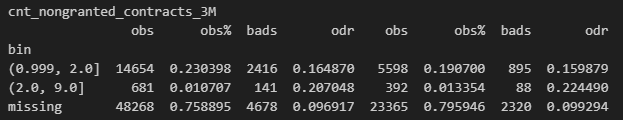 cnt_nongranted_contracts_3M
obs obs% bads odr obs obs% bads odr
bin
(0.999, 2.0] 14654 0.230398 2416 0.164870 5598 0.190700 895 0.159879
(2.0, 9.0] 681 0.010707 141 0.207048 392 0.013354 88 0.224490
missing 48268 0.758895 4678 0.096917 23365 0.795946 2320 0.099294